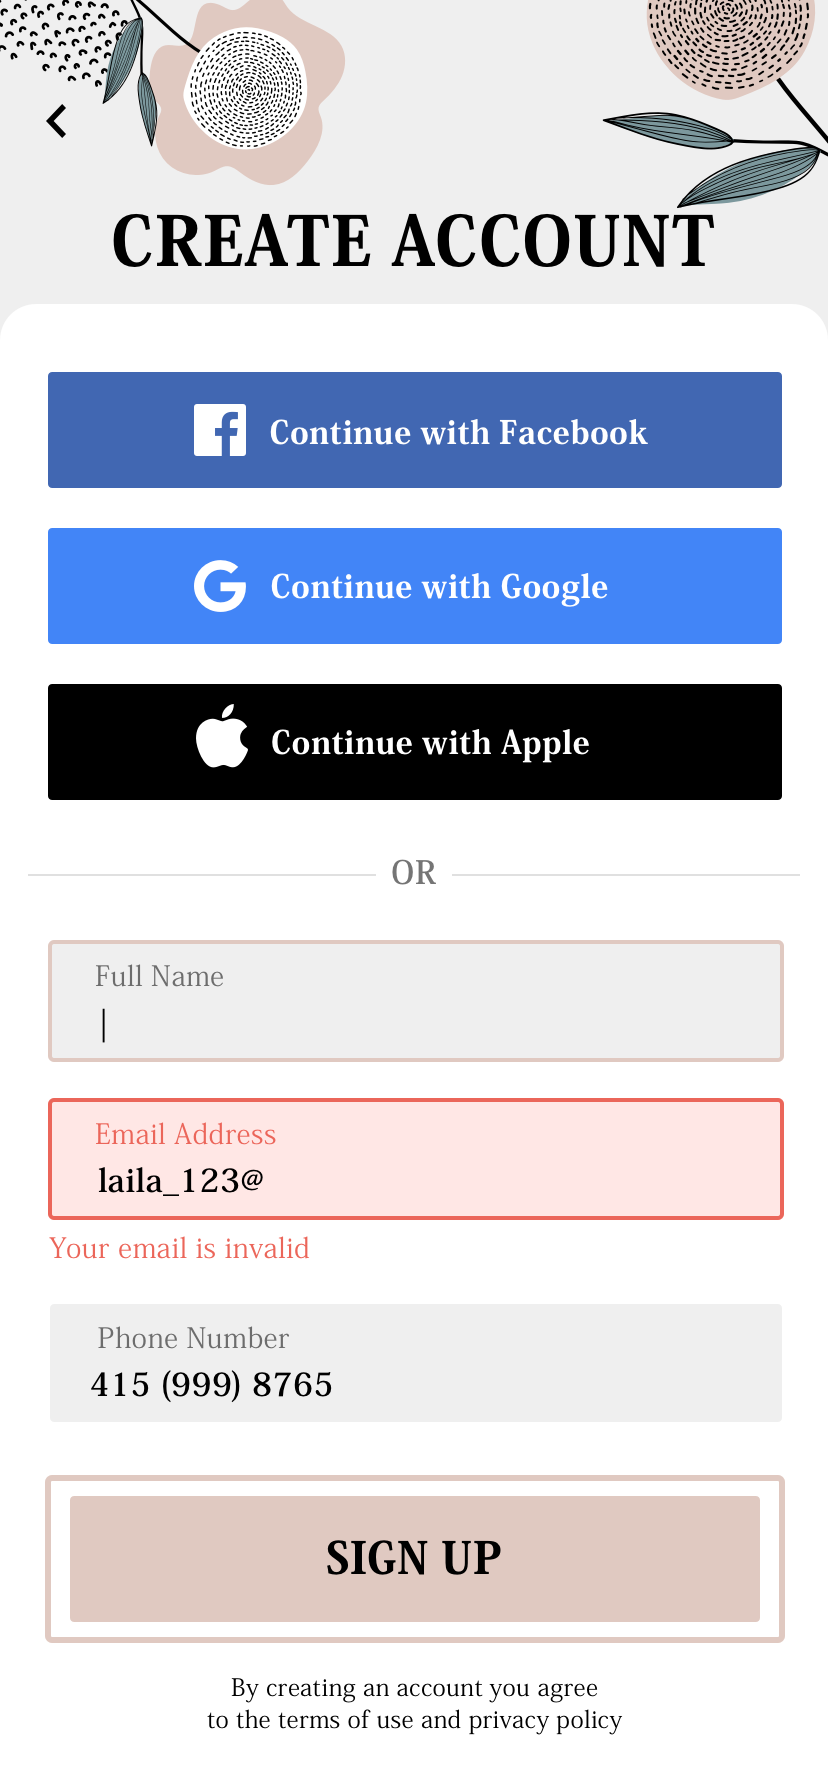 CREATE ACCOUNT
Continue with Facebook
Continue with Google
Continue with Apple
OR
Full Name
Email Address
laila_123@
Your email is invalid
Phone Number
415 (999) 8765
SIGN UP
By creating an account you agree
to the terms of use and privacy policy